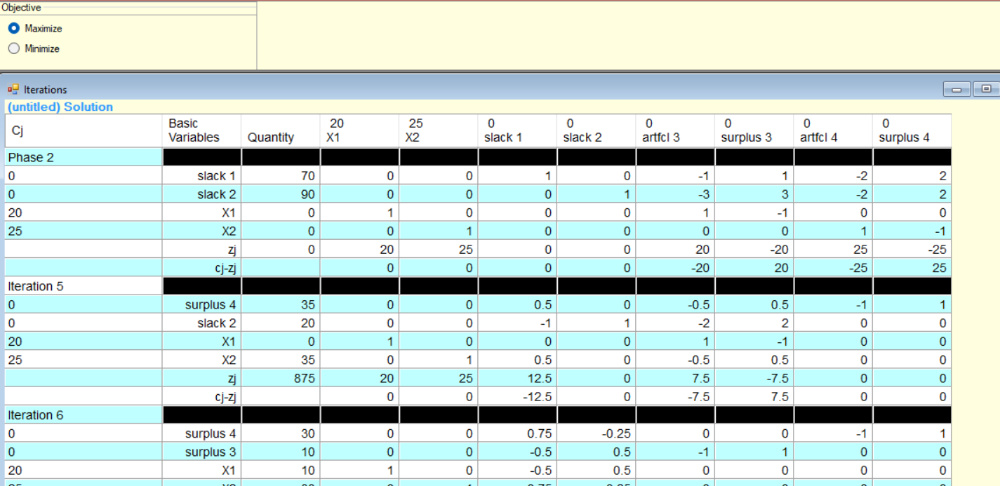 Objective
Maximize
Minimize
Iterations
(untitled) Solution
Cj Basic Variables Quantity 20 X1 25 X2 0 slack 1 0 slack 2 0 artfcl 3 0 surplus 3 0 artfcl 4 0 surplus 4
Phase 2
0 slack 1 70 0 0 1 0 -1 1 -2 2
0 slack 2 90 0 0 0 1 -3 3 -2 2
20 X1 0 1 0 0 0 1 -1 0 0
25 X2 0 0 1 0 0 0 0 1 -1
zj 0 20 25 0 0 20 -20 25 -25
cj-zj 0 0 0 0 -20 20 -25 25
Iteration 5
0 surplus 4 35 0 0 0.5 0 -0.5 0.5 -1 1
0 slack 2 20 0 0 -1 1 -2 2 0 0
20 X1 0 1 0 0 0 1 -1 0 0
25 X2 35 0 1 0.5 0 -0.5 0.5 0 0
zj 875 20 25 12.5 0 7.5 -7.5 0 0
cj-zj 0 0 -12.5 0 -7.5 7.5 0 0
Iteration 6
0 surplus 4 30 0 0 0.75 -0.25 0 0 -1 1
0 surplus 3 10 0 0 -0.5 0.5 -1 1 0 0
20 X1 10 1 0 -0.5 0.5 0 0 0 0